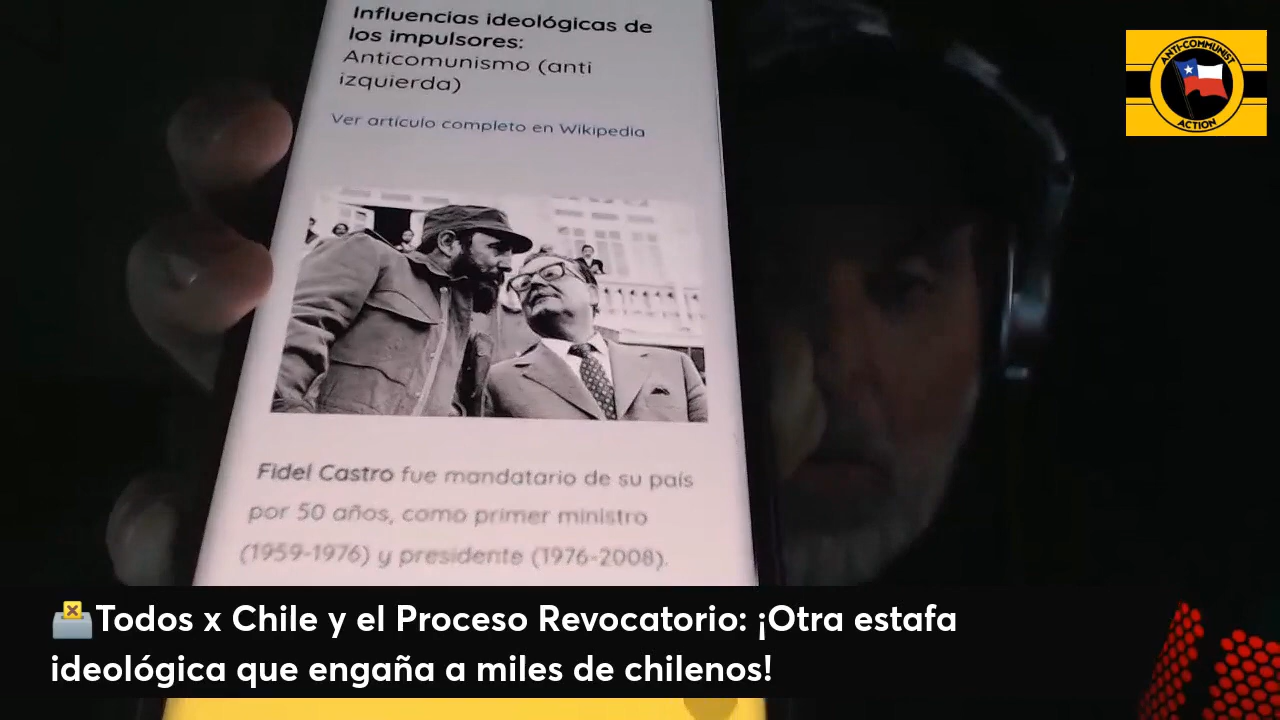 Influencias ideológicas de
los impulsores:
Anticomunismo (anti
izquierda)
Ver artículo completo en Wikipedia
Fidel Castro fue mandatario de su país
por 50 años, como primer ministro
(1959-1976) y presidente (1976-2008).
ANTI-COMMUNIST
ACTION
🗳️Todos x Chile y el Proceso Revocatorio: ¡Otra estafa
ideológica que engaña a miles de chilenos!